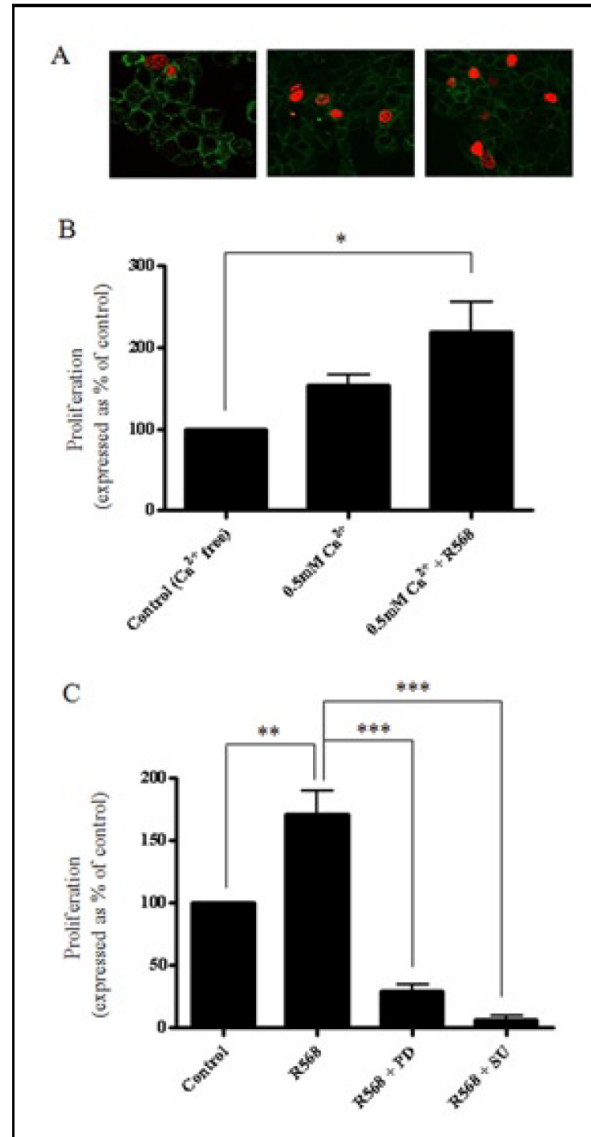 A
B
*
300
200
100
0
Proliferation
(expressed as % of control)
Control (Ca²⁺ free)
0.5mM Ca²⁺
0.5mM Ca²⁺ + R568
C
***
** ***
200
150
100
50
0
Proliferation
(expressed as % of control)
Control
R568
R568 + PD
R568 + SU